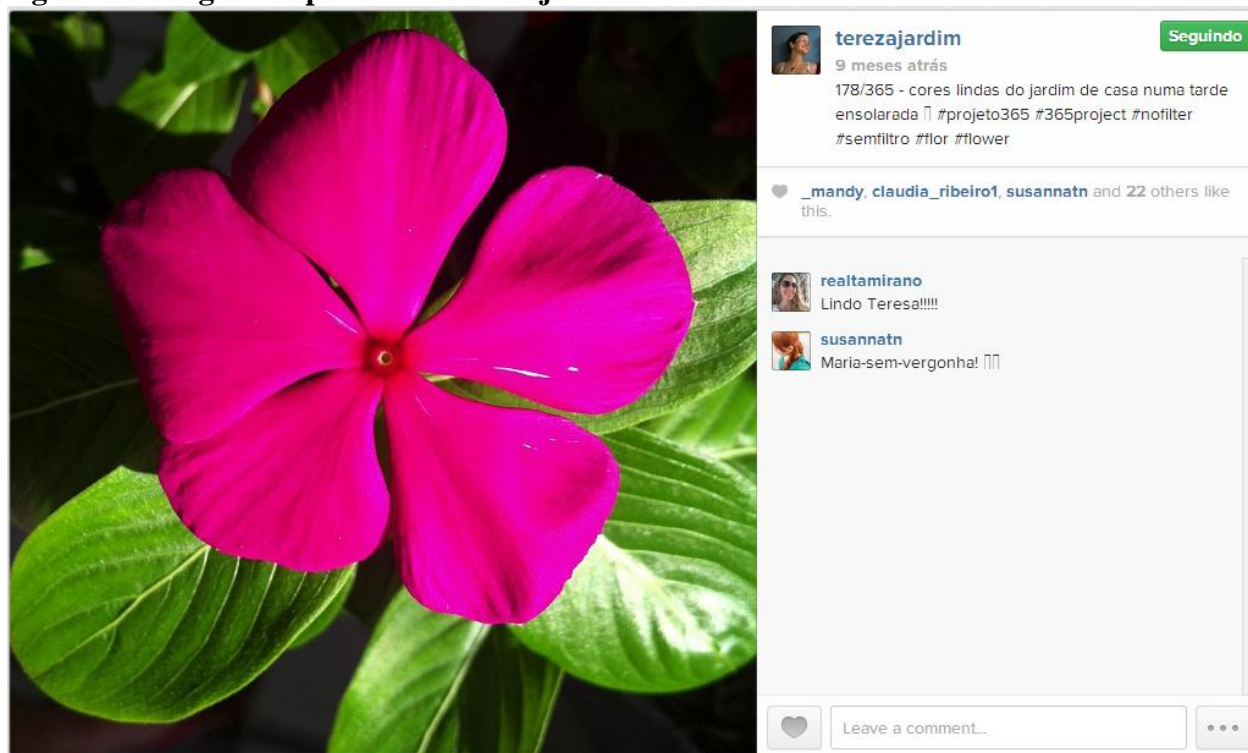 terezajardim
Seguindo
9 meses atrás
178/365 - cores lindas do jardim de casa numa tarde
ensolarada #projeto365 #365project #nofilter
#semfiltro #flor #flower
_mandy, claudia_ribeiro1, susannatn and 22 others like
this.
realtamirano
Lindo Teresa!!!!!
susannatn
Maria-sem-vergonha!
Leave a comment...